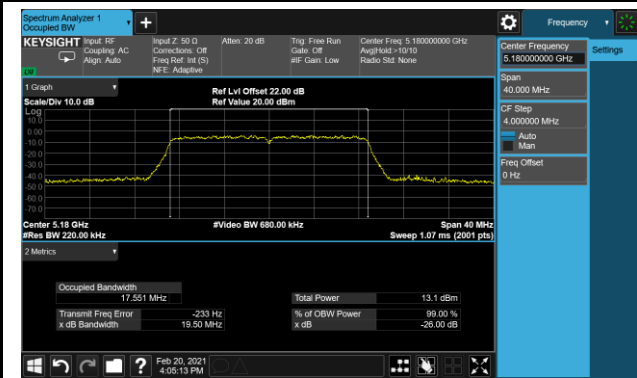 Spectrum Analyzer 1
Occupied BW
Frequency
KEYSIGHT
Input: RF
Coupling: AC
Align: Auto
Input Z: 50 Ω
Corrections: Off
Freq Ref: Int (S)
NFE: Adaptive
Atten: 20 dB
Trig: Free Run
Gate: Off
#IF Gain: Low
Center Freq: 5.180000000 GHz
Avg|Hold:>10/10
Radio Std: None
Center Frequency
5.180000000 GHz
Settings
Span
40.000 MHz
CF Step
4.000000 MHz
Auto
Man
Freq Offset
0 Hz
1 Graph
Scale/Div 10.0 dB
Ref Lvl Offset 22.00 dB
Ref Value 20.00 dBm
Log
10.0
0.00
-10.0
-20.0
-30.0
-40.0
-50.0
-60.0
-70.0
Center 5.18 GHz
#Res BW 220.00 kHz
#Video BW 680.00 kHz
Span 40 MHz
Sweep 1.07 ms (2001 pts)
2 Metrics
Occupied Bandwidth
17.551 MHz
Total Power 13.1 dBm
Transmit Freq Error -233 Hz
% of OBW Power 99.00 %
x dB Bandwidth 19.50 MHz
x dB -26.00 dB
?
Feb 20, 2021
4:05:13 PM